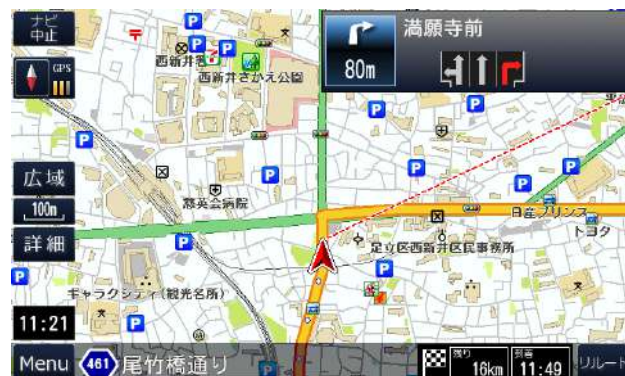 ナビ
中止
満願寺前
80m
GPS
西新井さかえ公園
広域
100m
慈英会病院
詳細
日産プリンス
トヨタ
足立区西新井区民事務所
ギャラクシティ(観光名所)
11:21
Menu
461
尾竹橋通り
残り
16km
到着
11:49
リルート